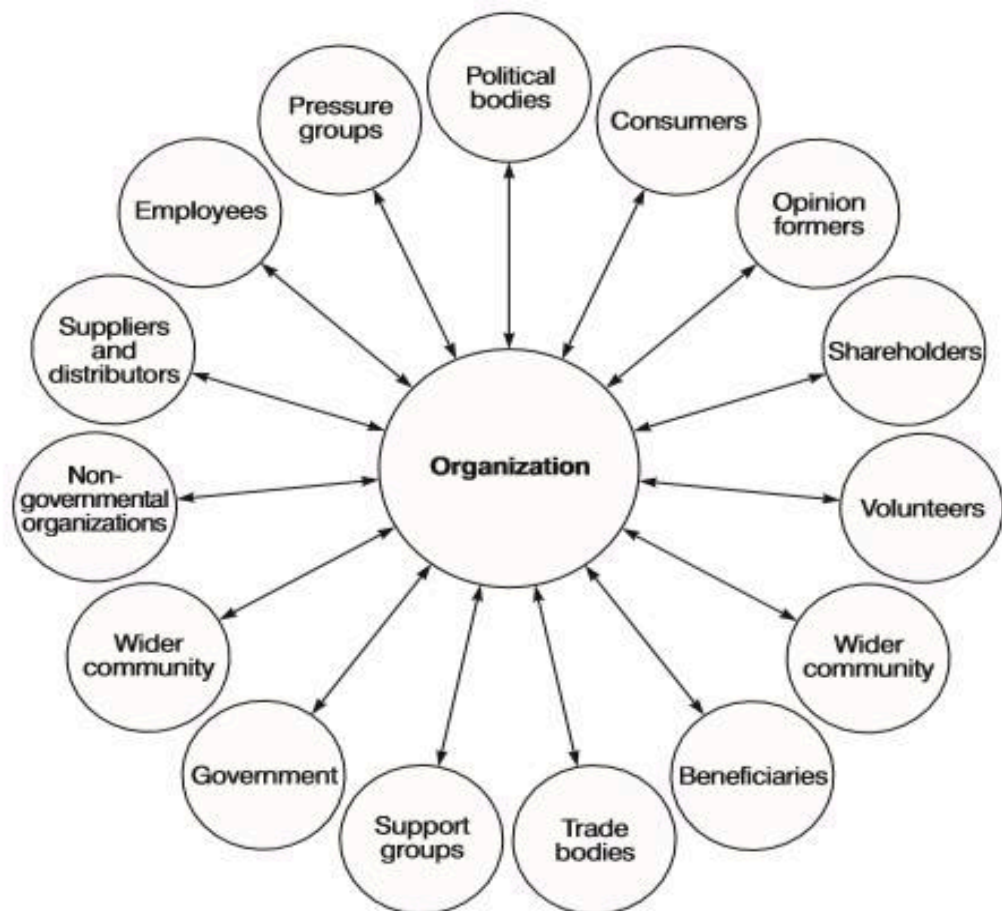 Political
bodies
Consumers
Opinion
formers
Shareholders
Volunteers
Wider
community
Beneficiaries
Trade
bodies
Support
groups
Government
Wider
community
Non-
governmental
organizations
Suppliers
and
distributors
Employees
Pressure
groups
Organization